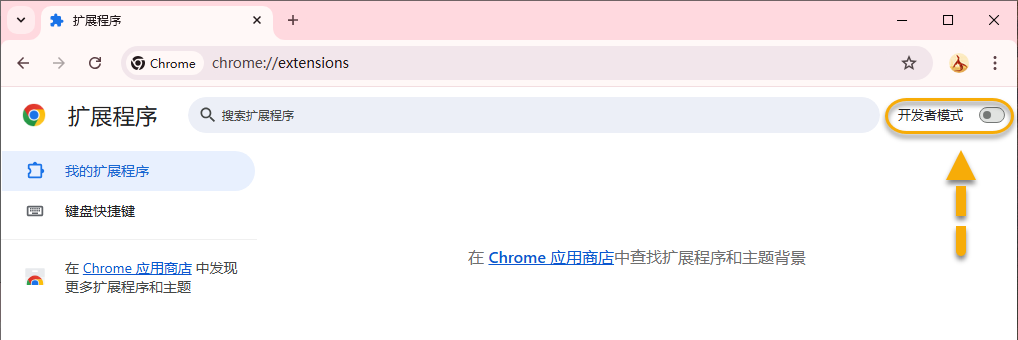 扩展程序
Chrome
chrome://extensions
扩展程序
搜索扩展程序
开发者模式
我的扩展程序
键盘快捷键
在 Chrome 应用商店 中发现
更多扩展程序和主题
在 Chrome 应用商店中查找扩展程序和主题背景